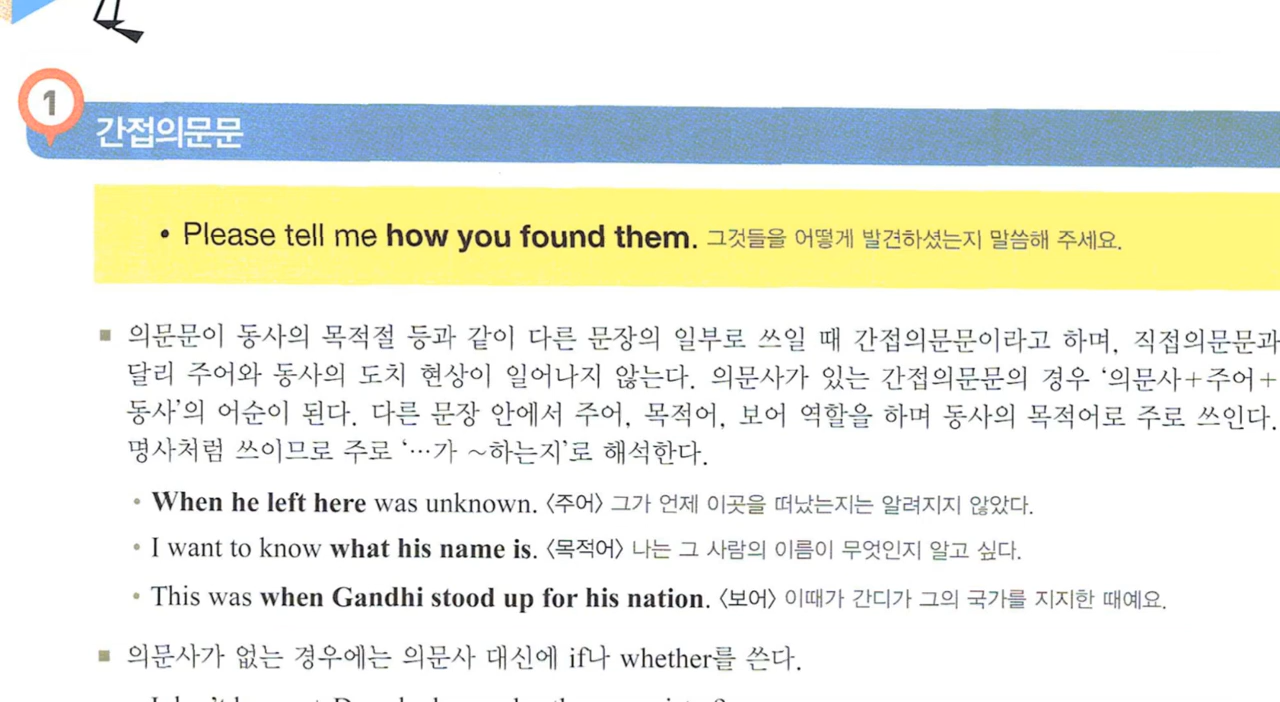 1
간접의문문
• Please tell me how you found them. 그것들을 어떻게 발견하셨는지 말씀해 주세요.
■ 의문문이 동사의 목적절 등과 같이 다른 문장의 일부로 쓰일 때 간접의문문이라고 하며, 직접의문문과
달리 주어와 동사의 도치 현상이 일어나지 않는다. 의문사가 있는 간접의문문의 경우 ‘의문사+주어+
동사’의 어순이 된다. 다른 문장 안에서 주어, 목적어, 보어 역할을 하며 동사의 목적어로 주로 쓰인다.
명사처럼 쓰이므로 주로 ‘…가 ~하는지’로 해석한다.
• When he left here was unknown. 〈주어〉 그가 언제 이곳을 떠났는지는 알려지지 않았다.
• I want to know what his name is. 〈목적어〉 나는 그 사람의 이름이 무엇인지 알고 싶다.
• This was when Gandhi stood up for his nation. 〈보어〉 이때가 간디가 그의 국가를 지지한 때예요.
■ 의문사가 없는 경우에는 의문사 대신에 if나 whether를 쓴다.